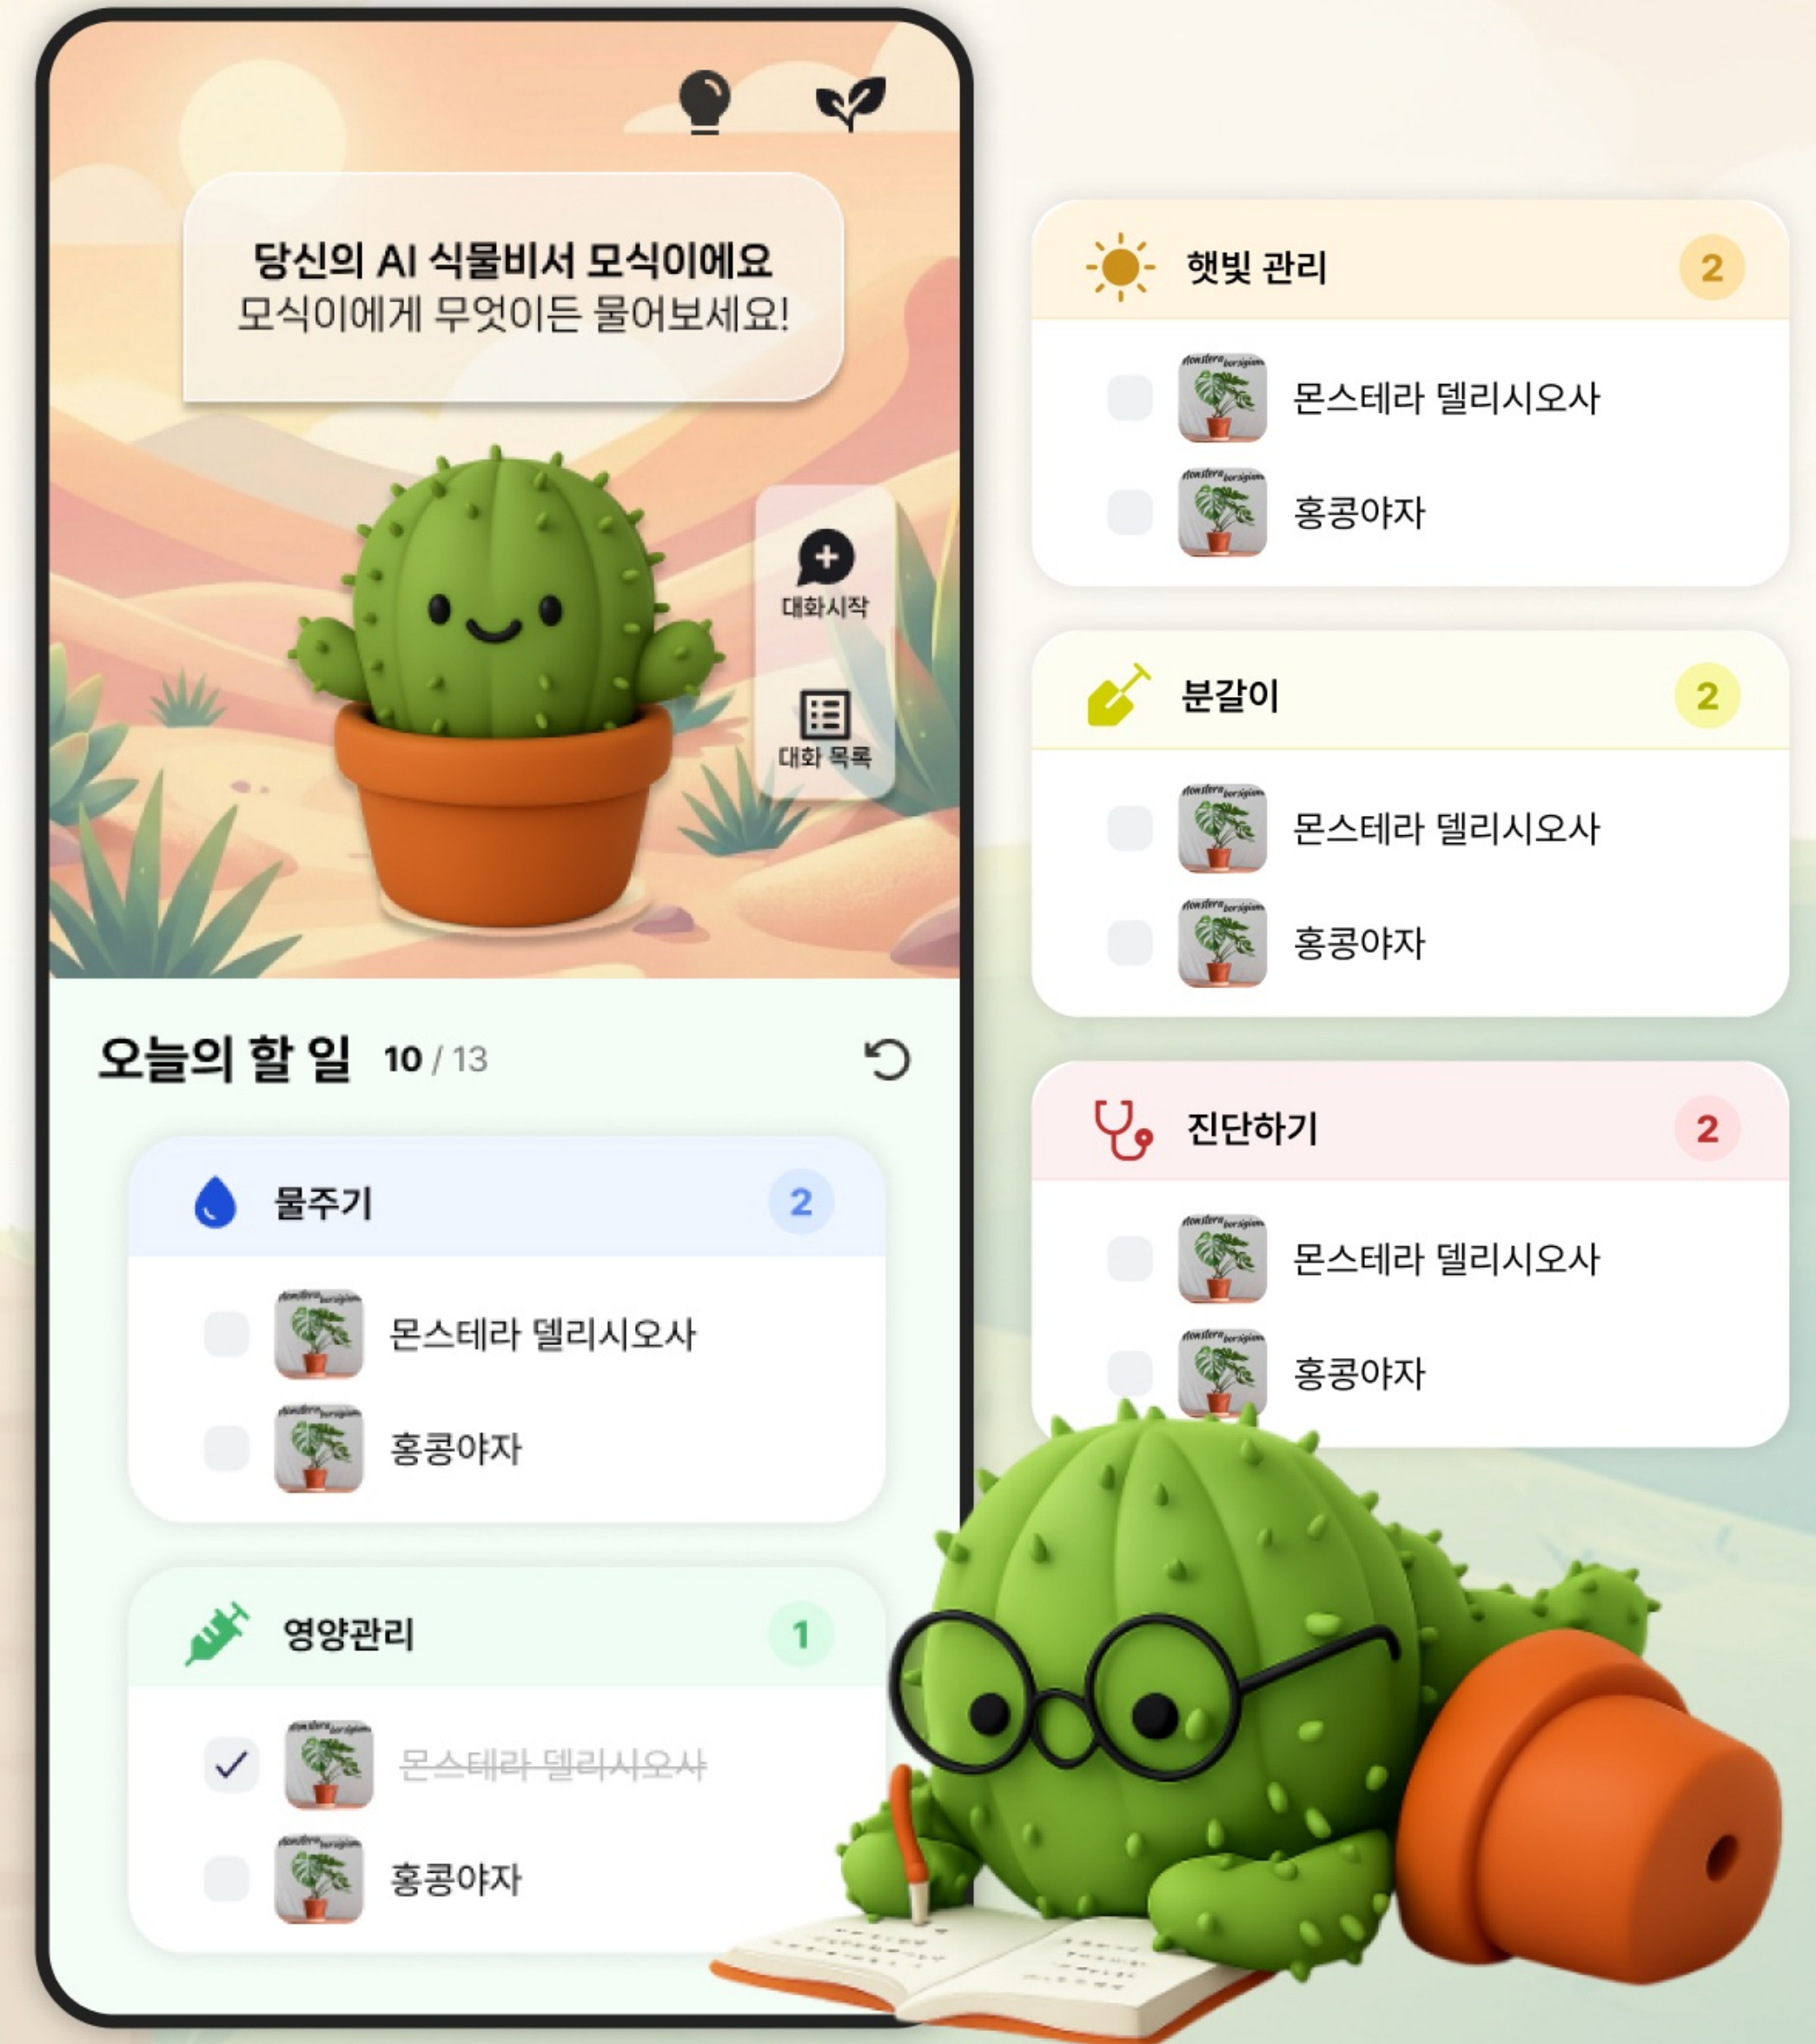 당신의 AI 식물비서 모식이에요
모식이에게 무엇이든 물어보세요!
대화시작
대화 목록
오늘의 할 일 10 / 13
물주기 2
몬스테라 델리시오사
홍콩야자
영양관리 1
몬스테라 델리시오사
홍콩야자
햇빛 관리 2
몬스테라 델리시오사
홍콩야자
분갈이 2
몬스테라 델리시오사
홍콩야자
진단하기 2
몬스테라 델리시오사
홍콩야자